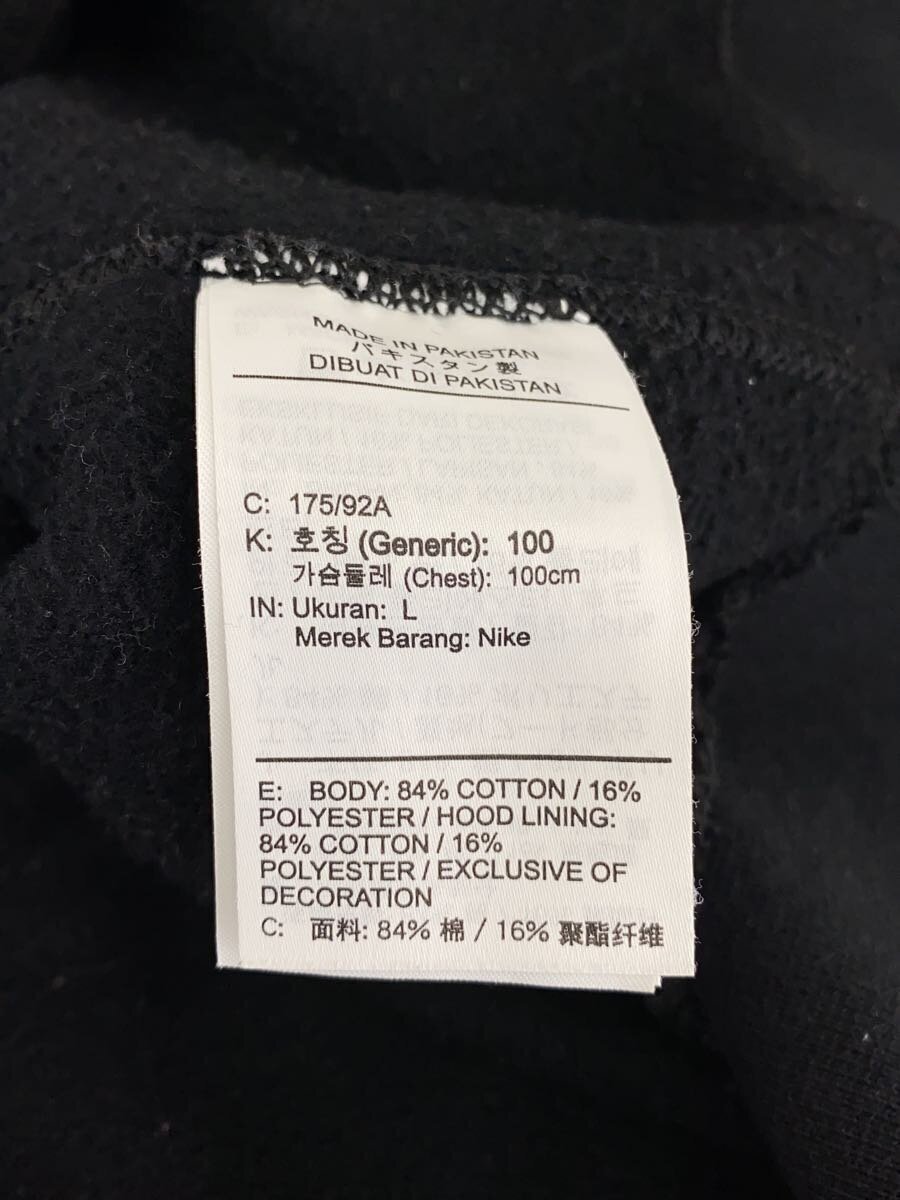 MADE IN PAKISTAN
パキスタン製
DIBUAT DI PAKISTAN
C: 175/92A
K: 호칭 (Generic): 100
가슴둘레 (Chest): 100cm
IN: Ukuran: L
Merek Barang: Nike
E: BODY: 84% COTTON / 16%
POLYESTER / HOOD LINING:
84% COTTON / 16%
POLYESTER / EXCLUSIVE OF
DECORATION
C: 面料: 84% 棉 / 16% 聚酯纤维